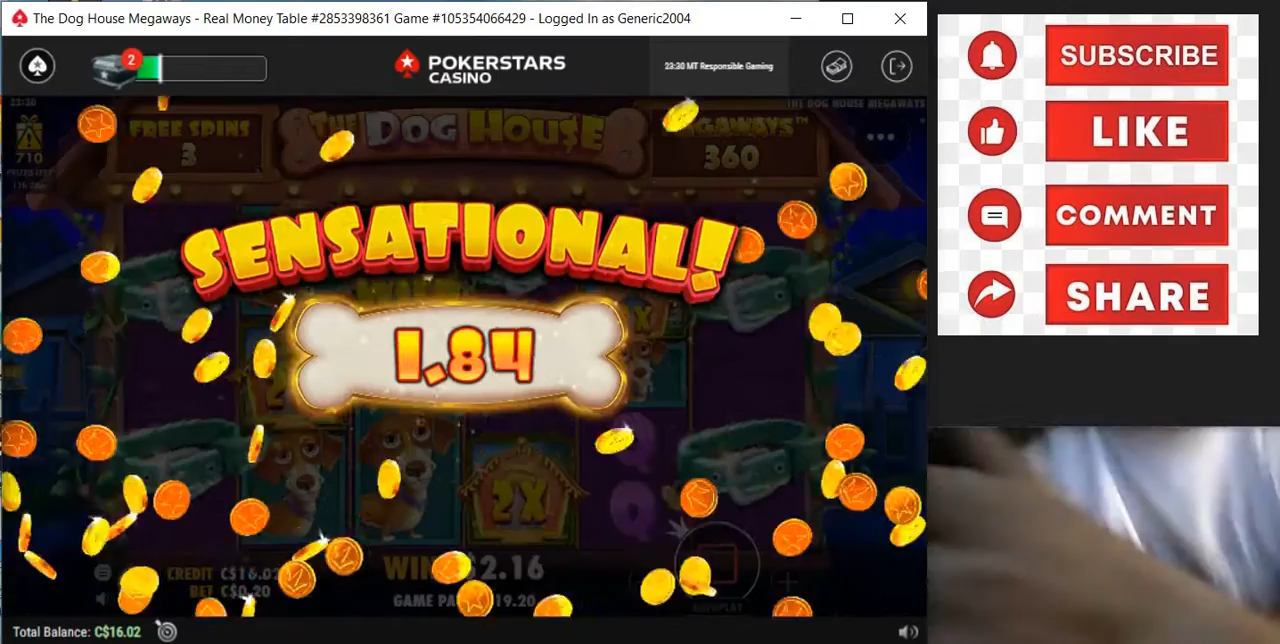 The Dog House Megaways - Real Money Table #2853398361 Game #105354066429 - Logged In as Generic2004
2
POKERSTARS
CASINO
23:30 MT Responsible Gaming
23:30
THE DOG HOUSE MEGAWAYS
FREE SPINS
3
THE DOG HOUSE
MEGAWAYS™
360
710
SENSATIONAL!
1.84
2X
CREDIT C$16.02
BET C$0.20
WIN $2.16
19.20
AUTOPLAY
Total Balance: C$16.02
SUBSCRIBE
LIKE
COMMENT
SHARE